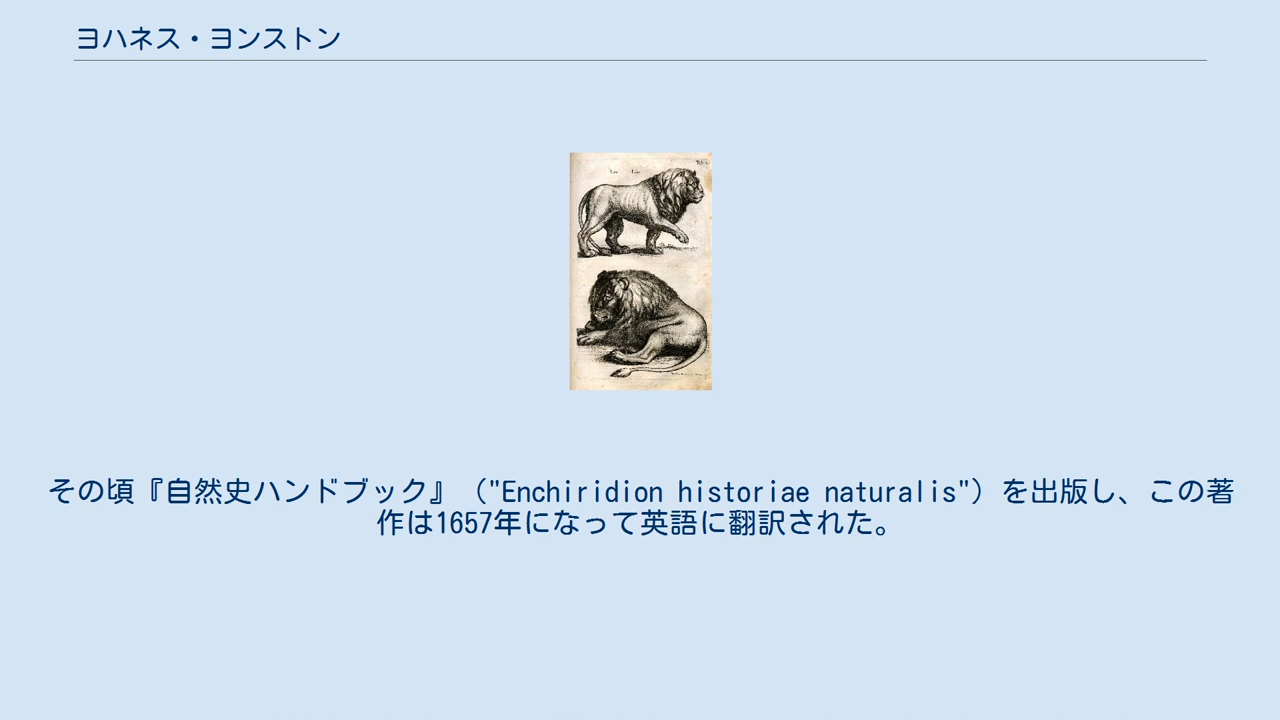 ヨハネス・ヨンストン
その頃『自然史ハンドブック』（"Enchiridion historiae naturalis"）を出版し、この著
作は1657年になって英語に翻訳された。